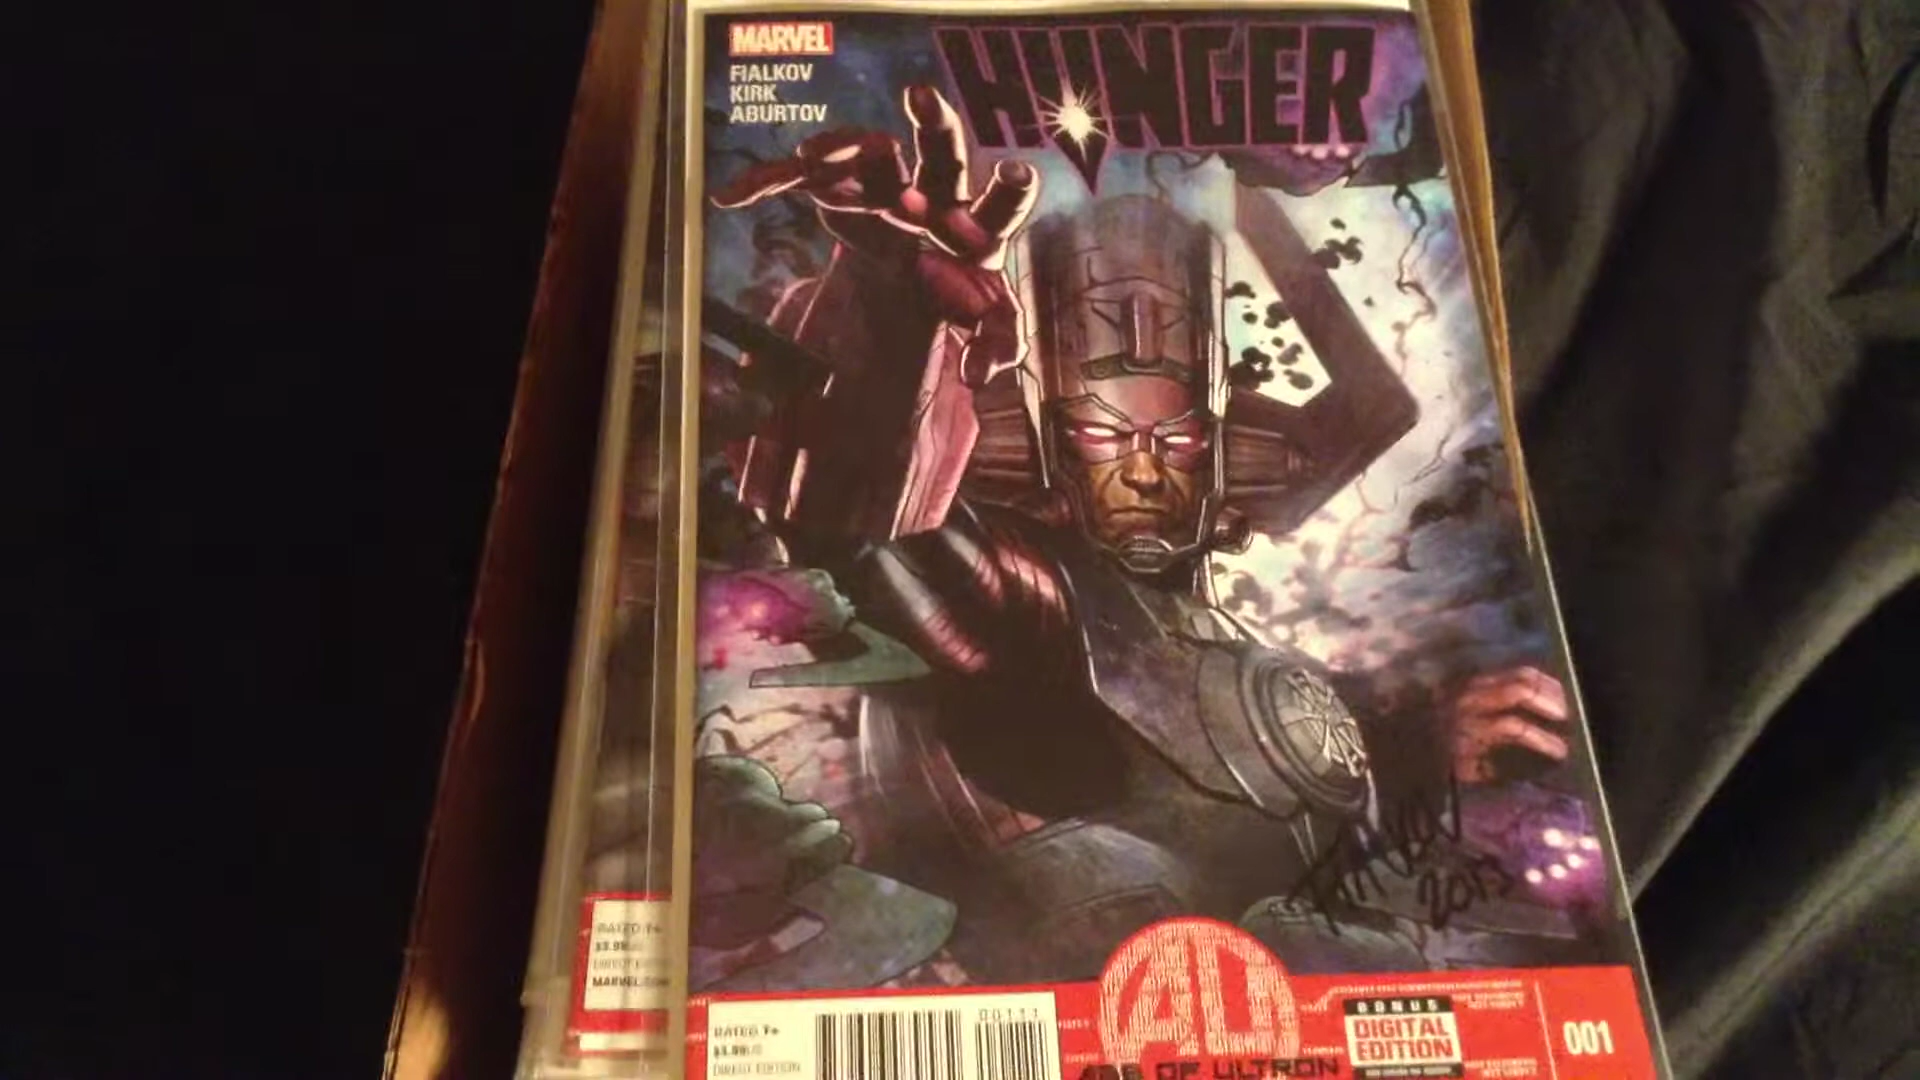 MARVEL
HUNGER
FIALKOV
KIRK
ABURTOV
2013
RATED T+
$3.99
DIRECT EDITION
MARVEL.COM
RATED T+
$3.99
DIRECT EDITION
00111
AU
AGE OF ULTRON
BONUS
DIGITAL
EDITION
001